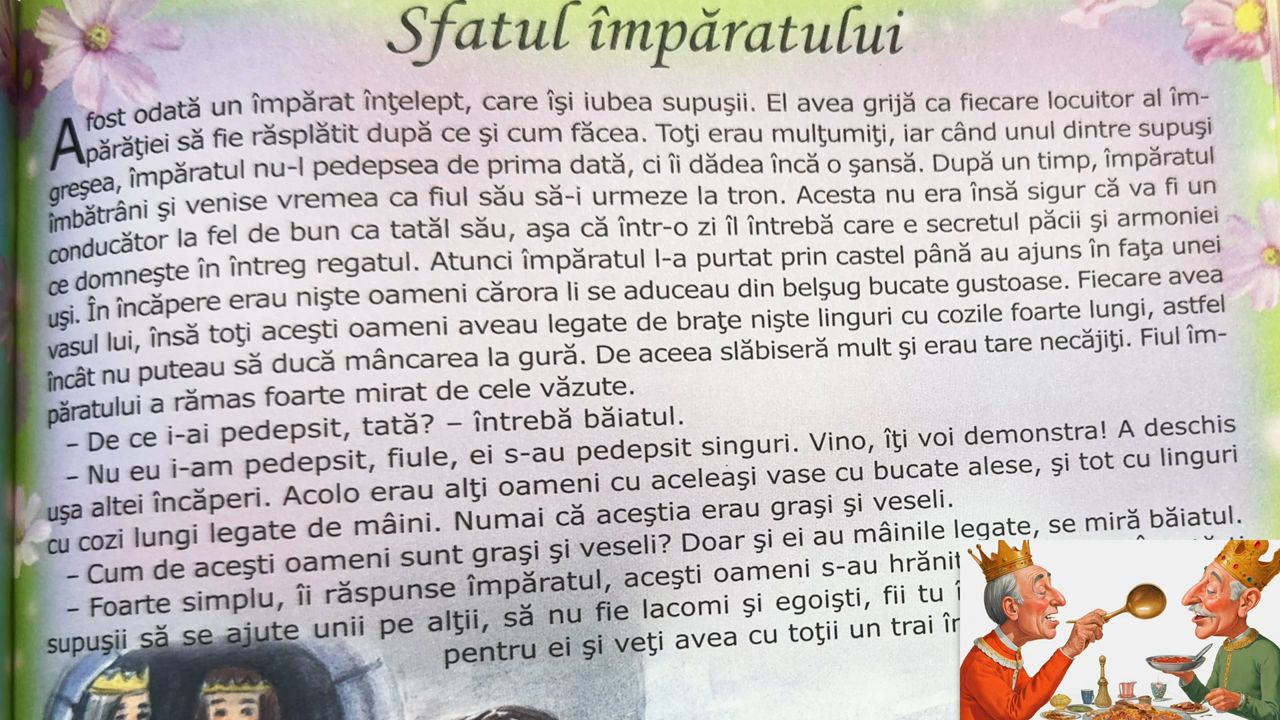 Sfatul împăratului
A fost odată un împărat înţelept, care îşi iubea supuşii. El avea grijă ca fiecare locuitor al îm-
părăţiei să fie răsplătit după ce şi cum făcea. Toţi erau mulţumiţi, iar când unul dintre supuşi
greşea, împăratul nu-l pedepsea de prima dată, ci îi dădea încă o şansă. După un timp, împăratul
îmbătrâni şi venise vremea ca fiul său să-i urmeze la tron. Acesta nu era însă sigur că va fi un
conducător la fel de bun ca tatăl său, aşa că într-o zi îl întrebă care e secretul păcii şi armoniei
ce domneşte în întreg regatul. Atunci împăratul l-a purtat prin castel până au ajuns în faţa unei
uşi. În încăpere erau nişte oameni cărora li se aduceau din belşug bucate gustoase. Fiecare avea
vasul lui, însă toţi aceşti oameni aveau legate de braţe nişte linguri cu cozile foarte lungi, astfel
încât nu puteau să ducă mâncarea la gură. De aceea slăbiseră mult şi erau tare necăjiţi. Fiul îm-
păratului a rămas foarte mirat de cele văzute.
– De ce i-ai pedepsit, tată? – întrebă băiatul.
– Nu eu i-am pedepsit, fiule, ei s-au pedepsit singuri. Vino, îţi voi demonstra! A deschis
uşa altei încăperi. Acolo erau alţi oameni cu aceleaşi vase cu bucate alese, şi tot cu linguri
cu cozi lungi legate de mâini. Numai că aceştia erau graşi şi veseli.
– Cum de aceşti oameni sunt graşi şi veseli? Doar şi ei au mâinile legate, se miră băiatul.
– Foarte simplu, îi răspunse împăratul, aceşti oameni s-au hrănit
supuşii să se ajute unii pe alţii, să nu fie lacomi şi egoişti, fii tu
pentru ei şi veţi avea cu toţii un trai